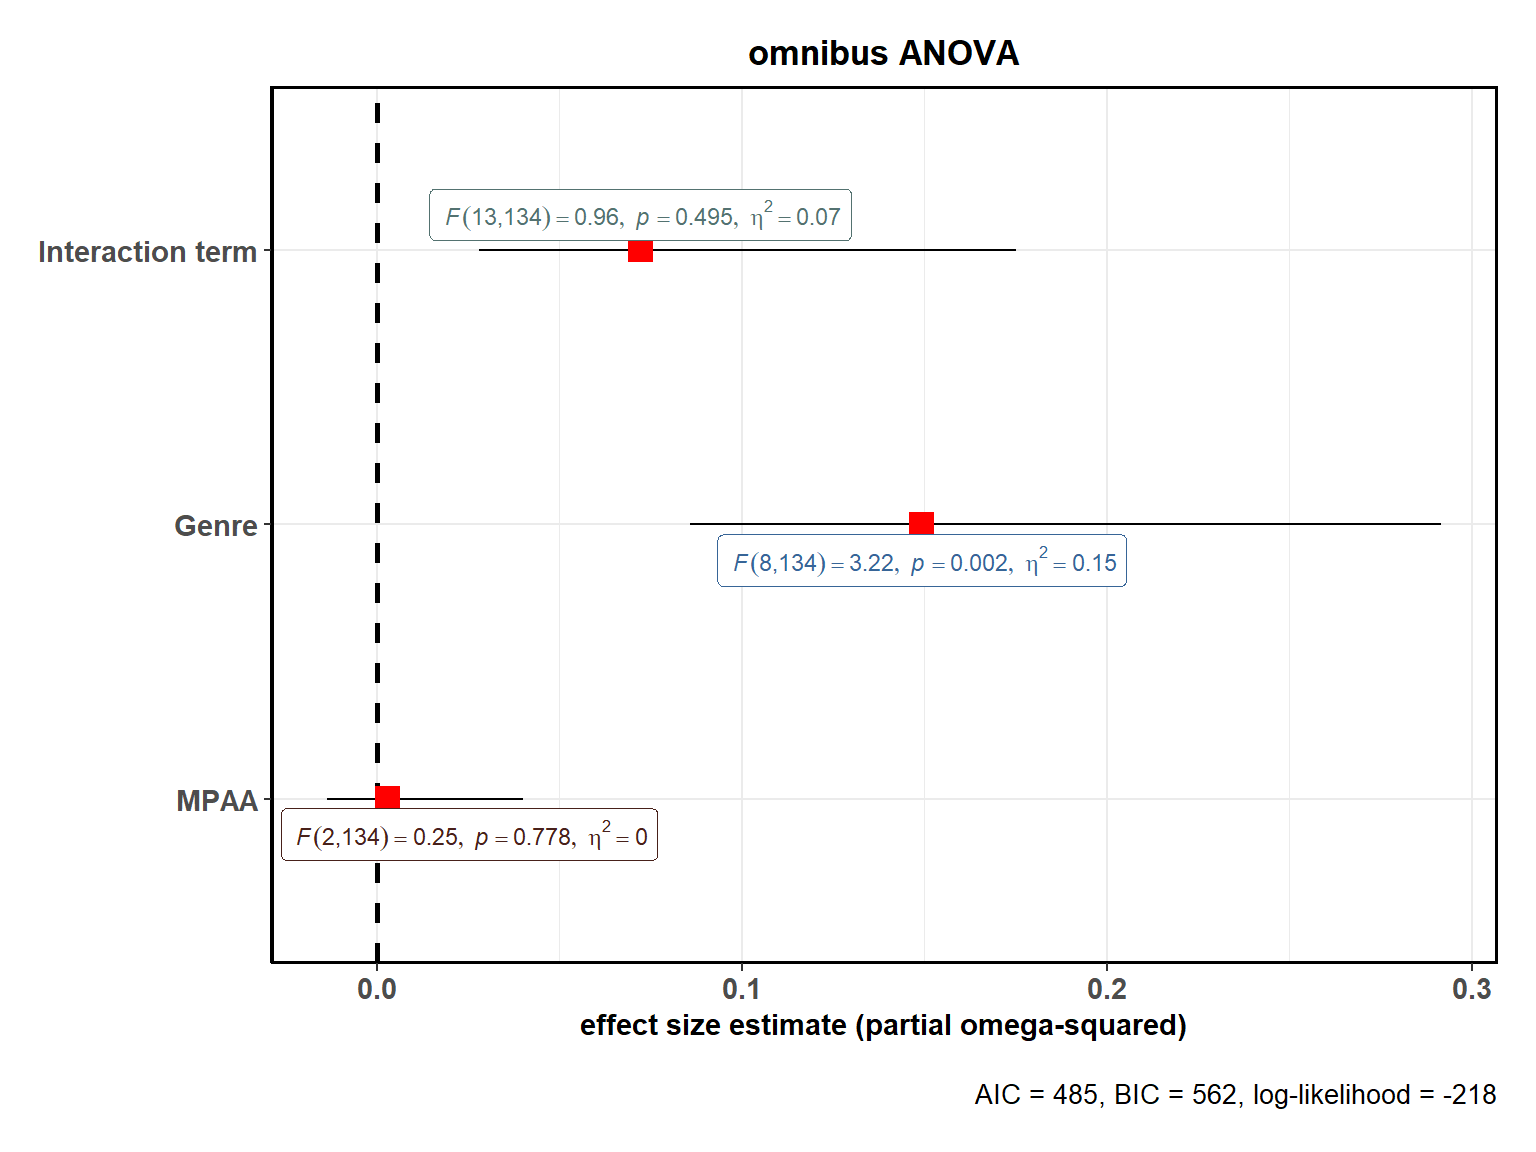 omnibus ANOVA
F(13,134) = 0.96, p = 0.495, η² = 0.07
Interaction term
Genre
F(8,134) = 3.22, p = 0.002, η² = 0.15
MPAA
F(2,134) = 0.25, p = 0.778, η² = 0
0.0 0.1 0.2 0.3
effect size estimate (partial omega-squared)
AIC = 485, BIC = 562, log-likelihood = -218